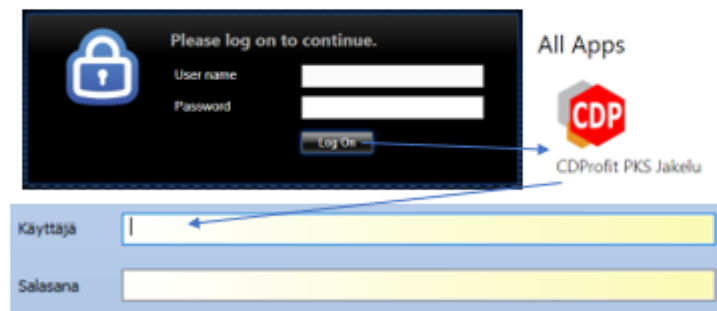 Please log on to continue.
User name
Password
Log On
All Apps
CDP
CDProfit PKS Jakelu
Käyttäjä
Salasana